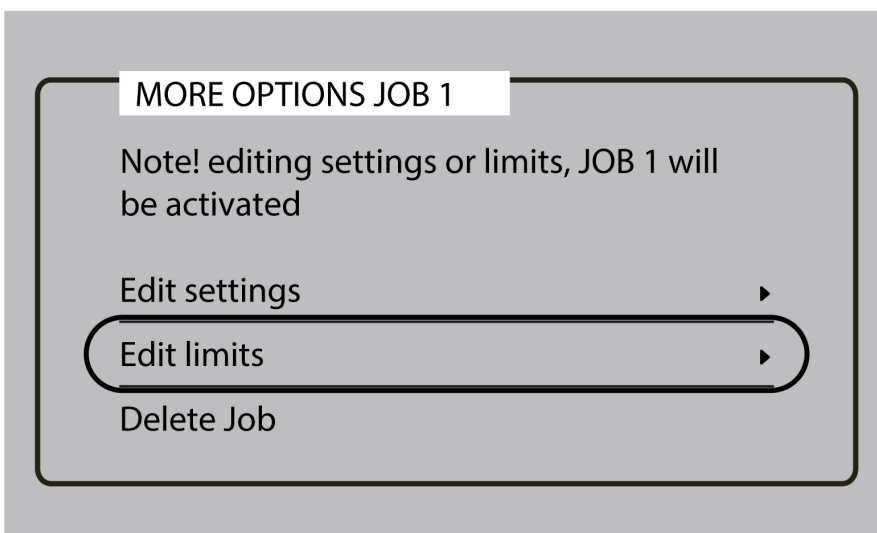 MORE OPTIONS JOB 1
Note! editing settings or limits, JOB 1 will
be activated
Edit settings
Edit limits
Delete Job